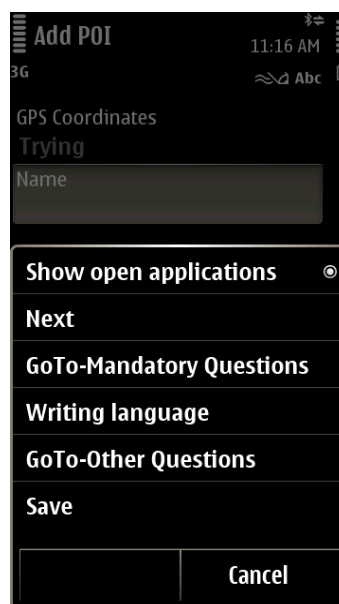 Add POI
11:16 AM
3G
Abc
GPS Coordinates
Trying
Name
Show open applications
Next
GoTo-Mandatory Questions
Writing language
GoTo-Other Questions
Save
Cancel